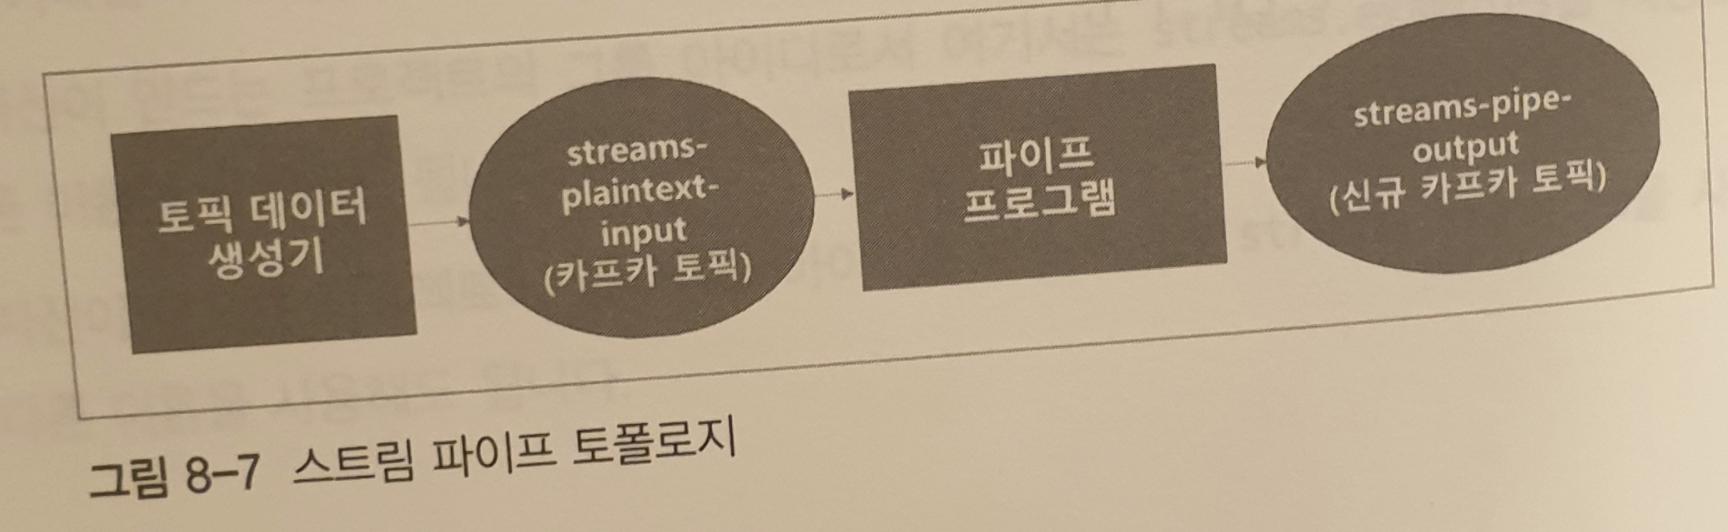 토픽 데이터
생성기
streams-
plaintext-
input
(카프카 토픽)
파이프
프로그램
streams-pipe-
output
(신규 카프카 토픽)
그림 8-7 스트림 파이프 토폴로지